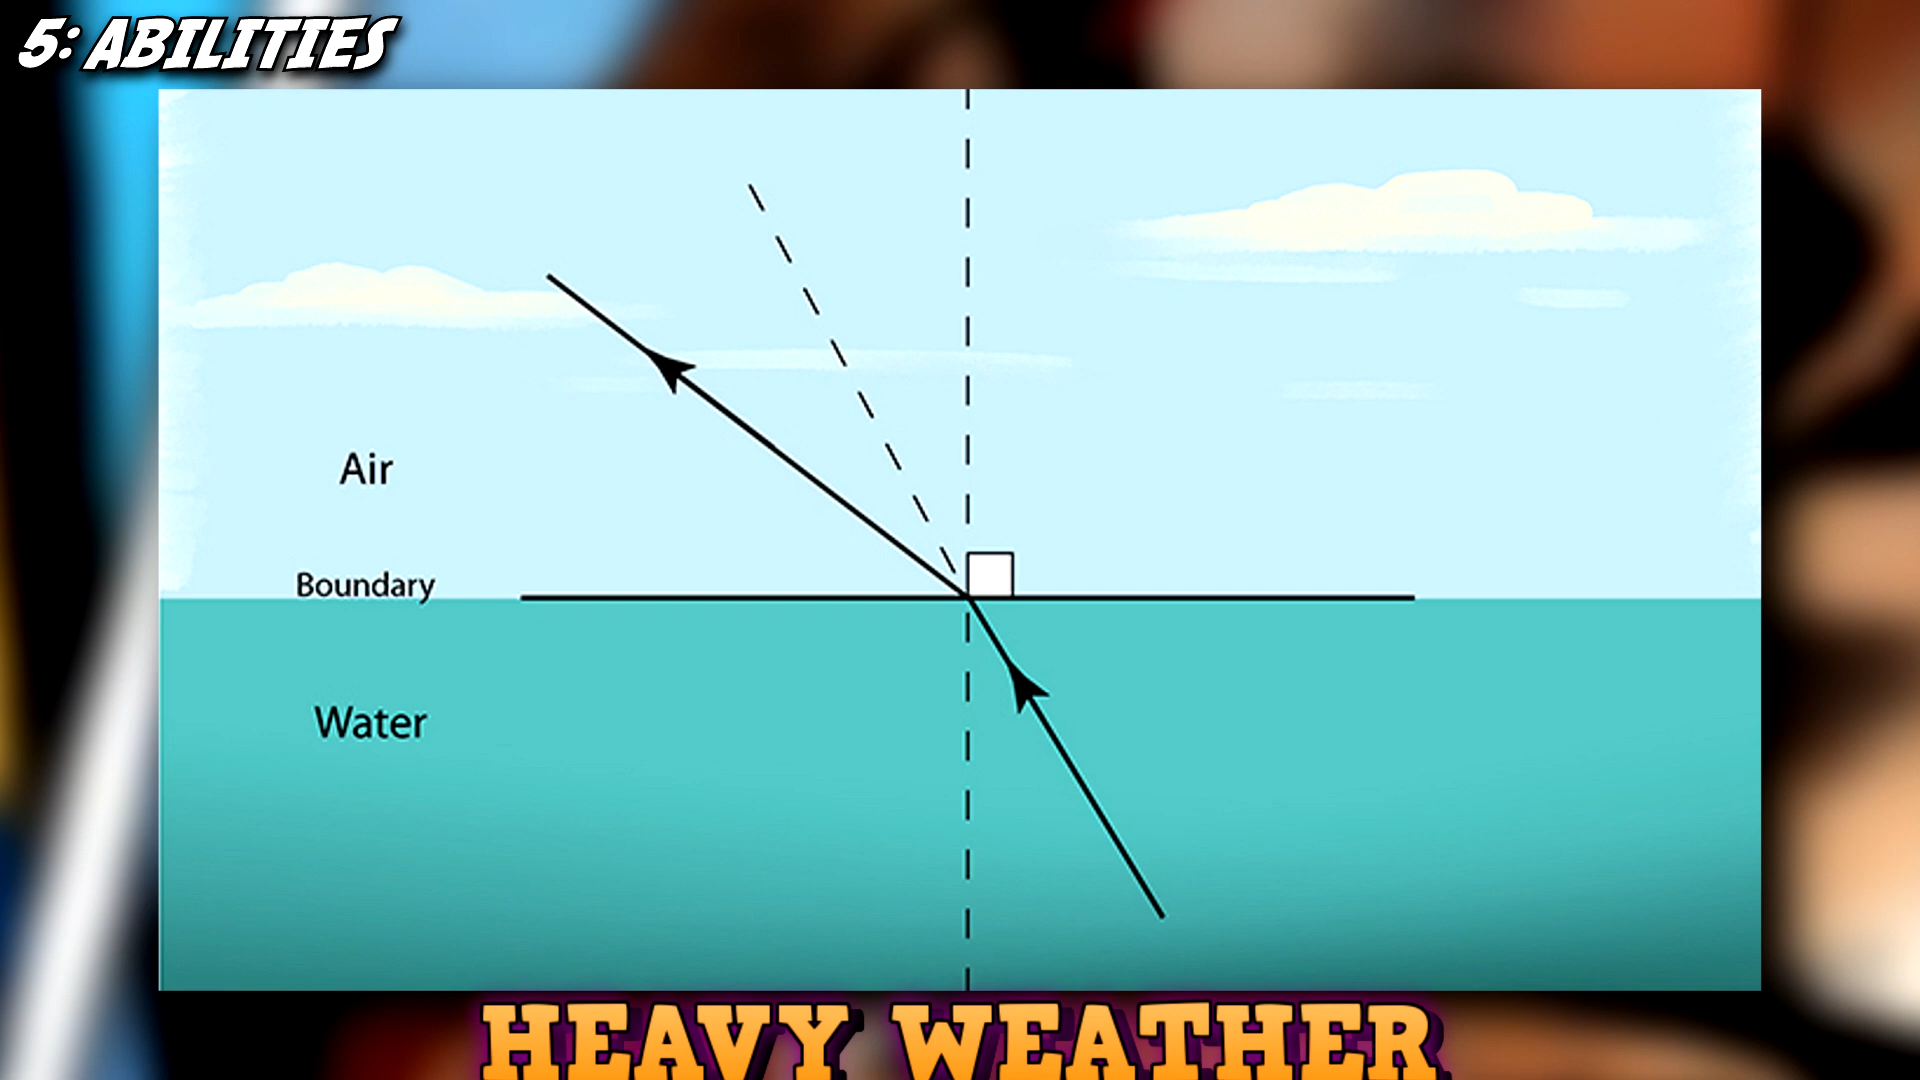 5: ABILITIES
Air
Boundary
Water
HEAVY WEATHER